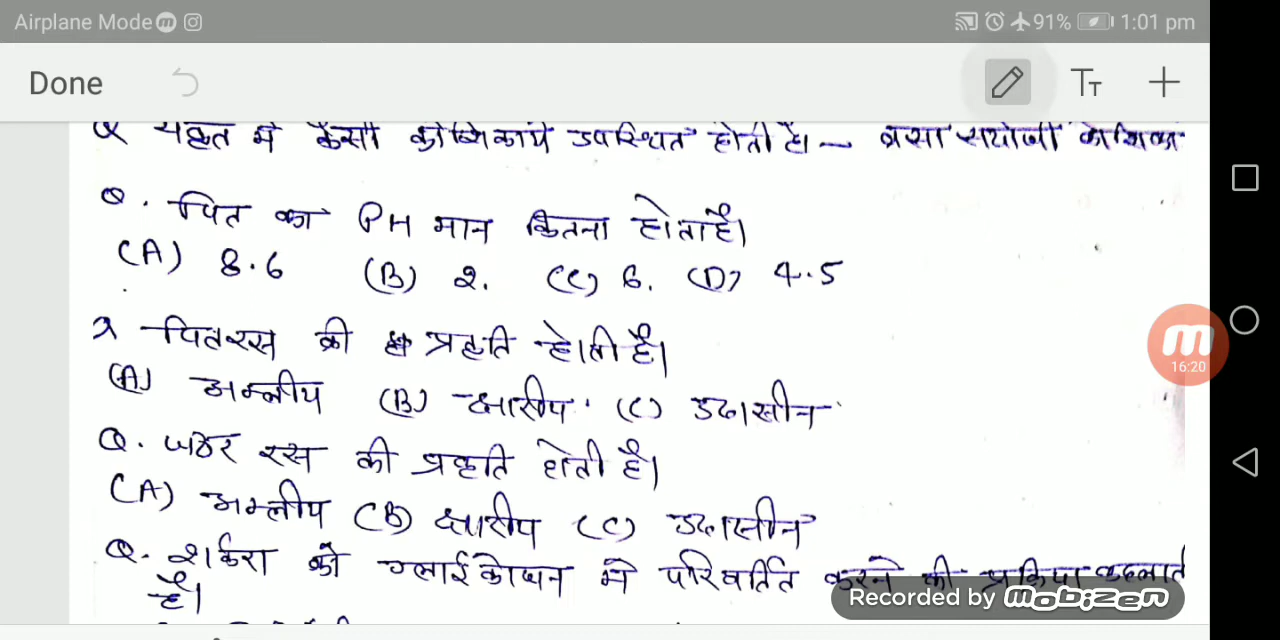 Airplane Mode 91% 1:01 pm
Done
Q यकृत में कैसी कोशिकायें उपस्थित होती है। — वसा संयोजी कोशिका
Q. पित का PH मान कितना होता है।
(A) 8.6 (B) 2. (C) 6. (D) 4.5
पितरस की प्रकृति होती है।
(A) अम्लीय (B) क्षारीय (C) उदासीन
Q. जठर रस की प्रकृति होती है।
(A) अम्लीय (B) क्षारीय (C) उदासीन
Q. शर्करा को ग्लाईकोजन में परिवर्तित करने की प्रक्रिया कहलाते
है।
16:20
Recorded by mobizen